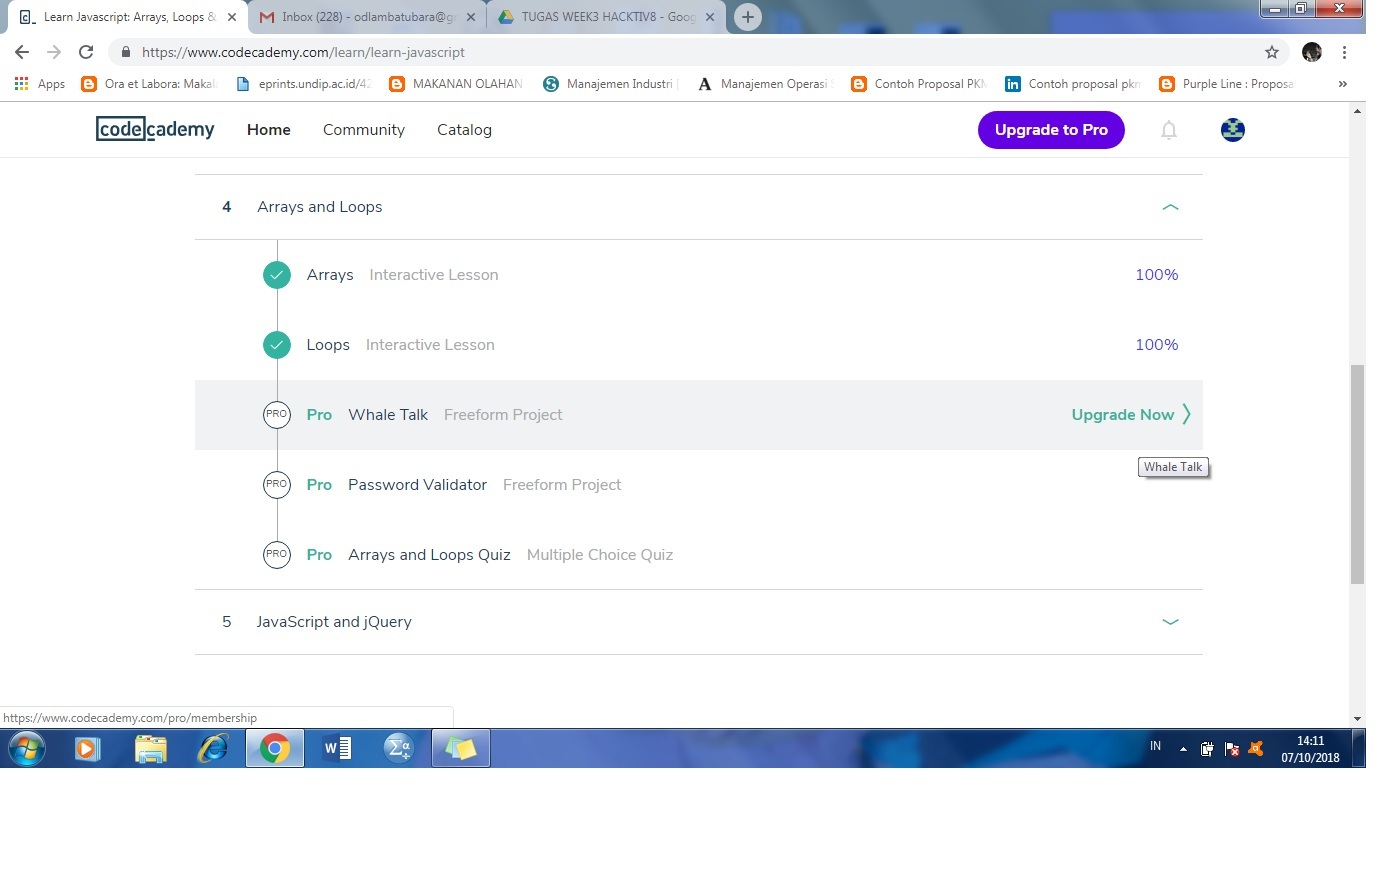 Learn Javascript: Arrays, Loops &
Inbox (228) - odlambatubara@gr
TUGAS WEEK3 HACKTIV8 - Goog
https://www.codecademy.com/learn/learn-javascript
Apps Ora et Labora: Makal eprints.undip.ac.id/42 MAKANAN OLAHAN Manajemen Industri Manajemen Operasi S Contoh Proposal PKM Contoh proposal pkm Purple Line : Proposa »
codecademy Home Community Catalog Upgrade to Pro
4 Arrays and Loops
Arrays Interactive Lesson 100%
Loops Interactive Lesson 100%
PRO Pro Whale Talk Freeform Project Upgrade Now
Whale Talk
PRO Pro Password Validator Freeform Project
PRO Pro Arrays and Loops Quiz Multiple Choice Quiz
5 JavaScript and jQuery
https://www.codecademy.com/pro/membership
IN 14:11
07/10/2018